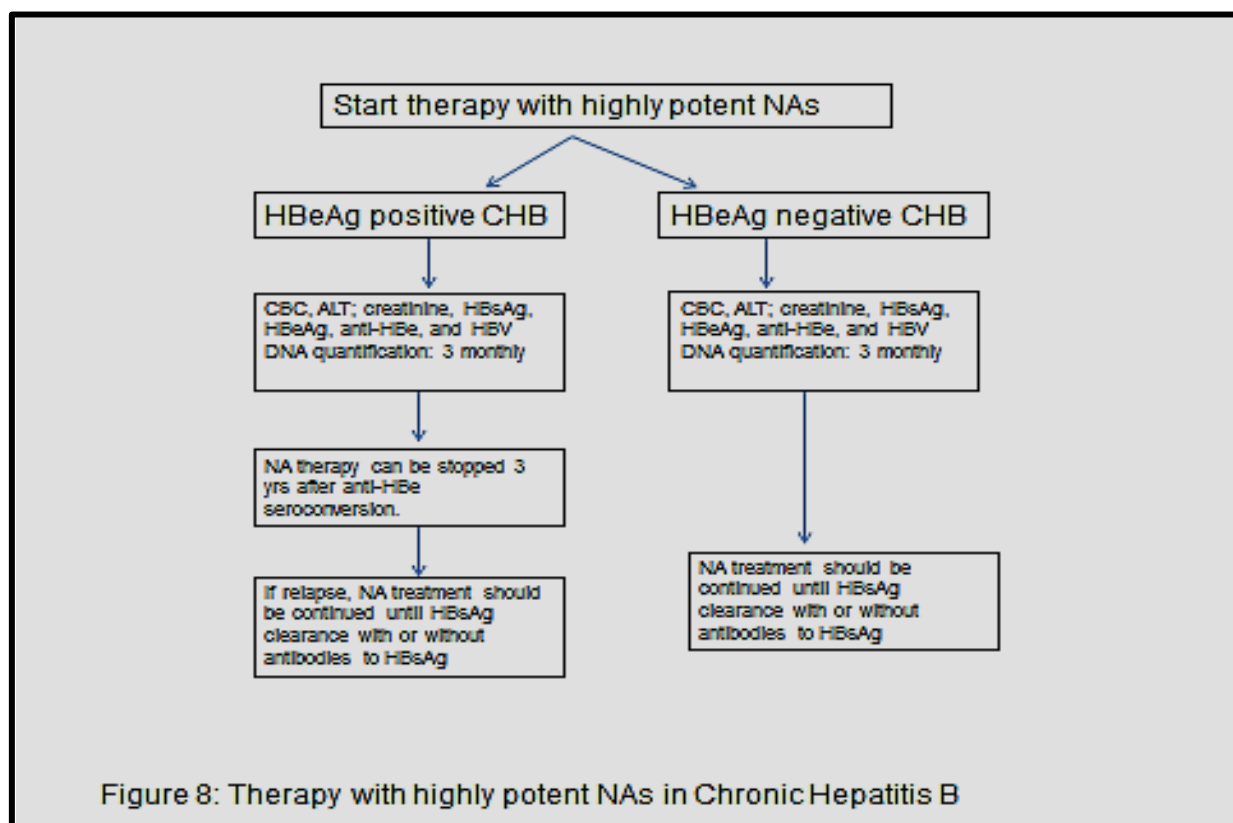 Start therapy with highly potent NAs
HBeAg positive CHB
HBeAg negative CHB
CBC, ALT; creatinine, HBsAg,
HBeAg, anti-HBe, and HBV
DNA quantification: 3 monthly
CBC, ALT; creatinine, HBsAg,
HBeAg, anti-HBe, and HBV
DNA quantification: 3 monthly
NA therapy can be stopped 3
yrs after anti-HBe
seroconversion.
If relapse, NA treatment should
be continued until HBsAg
clearance with or without
antibodies to HBsAg
NA treatment should be
continued until HBsAg
clearance with or without
antibodies to HBsAg
Figure 8: Therapy with highly potent NAs in Chronic Hepatitis B